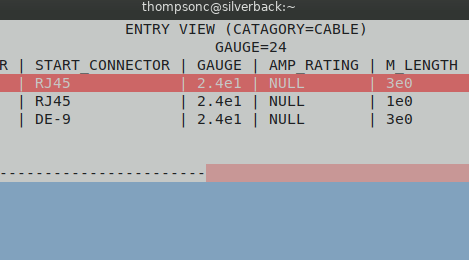 thompsonc@silverback:~
ENTRY VIEW (CATAGORY=CABLE)
GAUGE=24
R | START_CONNECTOR | GAUGE | AMP_RATING | M_LENGTH
| RJ45 | 2.4e1 | NULL | 3e0
| RJ45 | 2.4e1 | NULL | 1e0
| DE-9 | 2.4e1 | NULL | 3e0
-----------------------